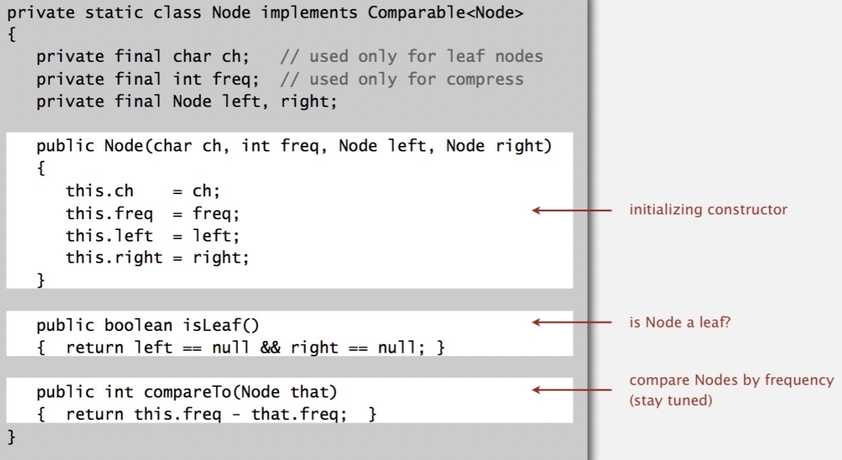 private static class Node implements Comparable<Node>
{
   private final char ch;   // used only for leaf nodes
   private final int freq;  // used only for compress
   private final Node left, right;
   public Node(char ch, int freq, Node left, Node right)
   {
      this.ch    = ch;
      this.freq  = freq;
      this.left  = left;
      this.right = right;
   }
initializing constructor
   public boolean isLeaf()
   {  return left == null && right == null; }
is Node a leaf?
   public int compareTo(Node that)
   {  return this.freq - that.freq;  }
compare Nodes by frequency
(stay tuned)
}